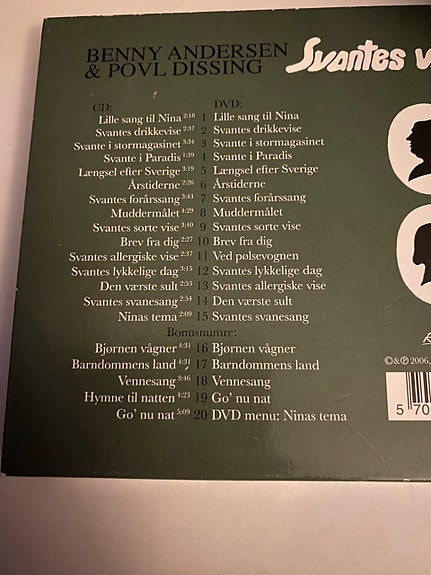 BENNY ANDERSEN
& POVL DISSING
Svantes v
CD: DVD:
Lille sang til Nina 2:18 1 Lille sang til Nina
Svantes drikkevise 2:37 2 Svantes drikkevise
Svante i stormagasinet 3:34 3 Svante i stormagasinet
Svante i Paradis 1:59 4 Svante i Paradis
Længsel efter Sverige 3:19 5 Længsel efter Sverige
Årstiderne 2:26 6 Årstiderne
Svantes forårssang 3:43 7 Svantes forårssang
Muddermålet 4:29 8 Muddermålet
Svantes sorte vise 3:40 9 Svantes sorte vise
Brev fra dig 2:27 10 Brev fra dig
Svantes allergiske vise 2:37 11 Ved pølsevognen
Svantes lykkelige dag 3:15 12 Svantes lykkelige dag
Den værste sult 2:53 13 Svantes allergiske vise
Svantes svanesang 2:54 14 Den værste sult
Ninas tema 2:09 15 Svantes svanesang
Bonusnumre:
Bjørnen vågner 4:31 16 Bjørnen vågner
Barndommens land 4:31 17 Barndommens land
Vennesang 3:46 18 Vennesang
Hymne til natten 4:23 19 Go' nu nat
Go' nu nat 5:09 20 DVD menu: Ninas tema
©&℗ 2006,
5 70